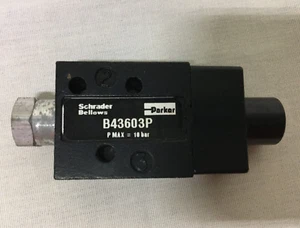 Schrader
Bellows
Parker
B43603P
P MAX = 10 bar